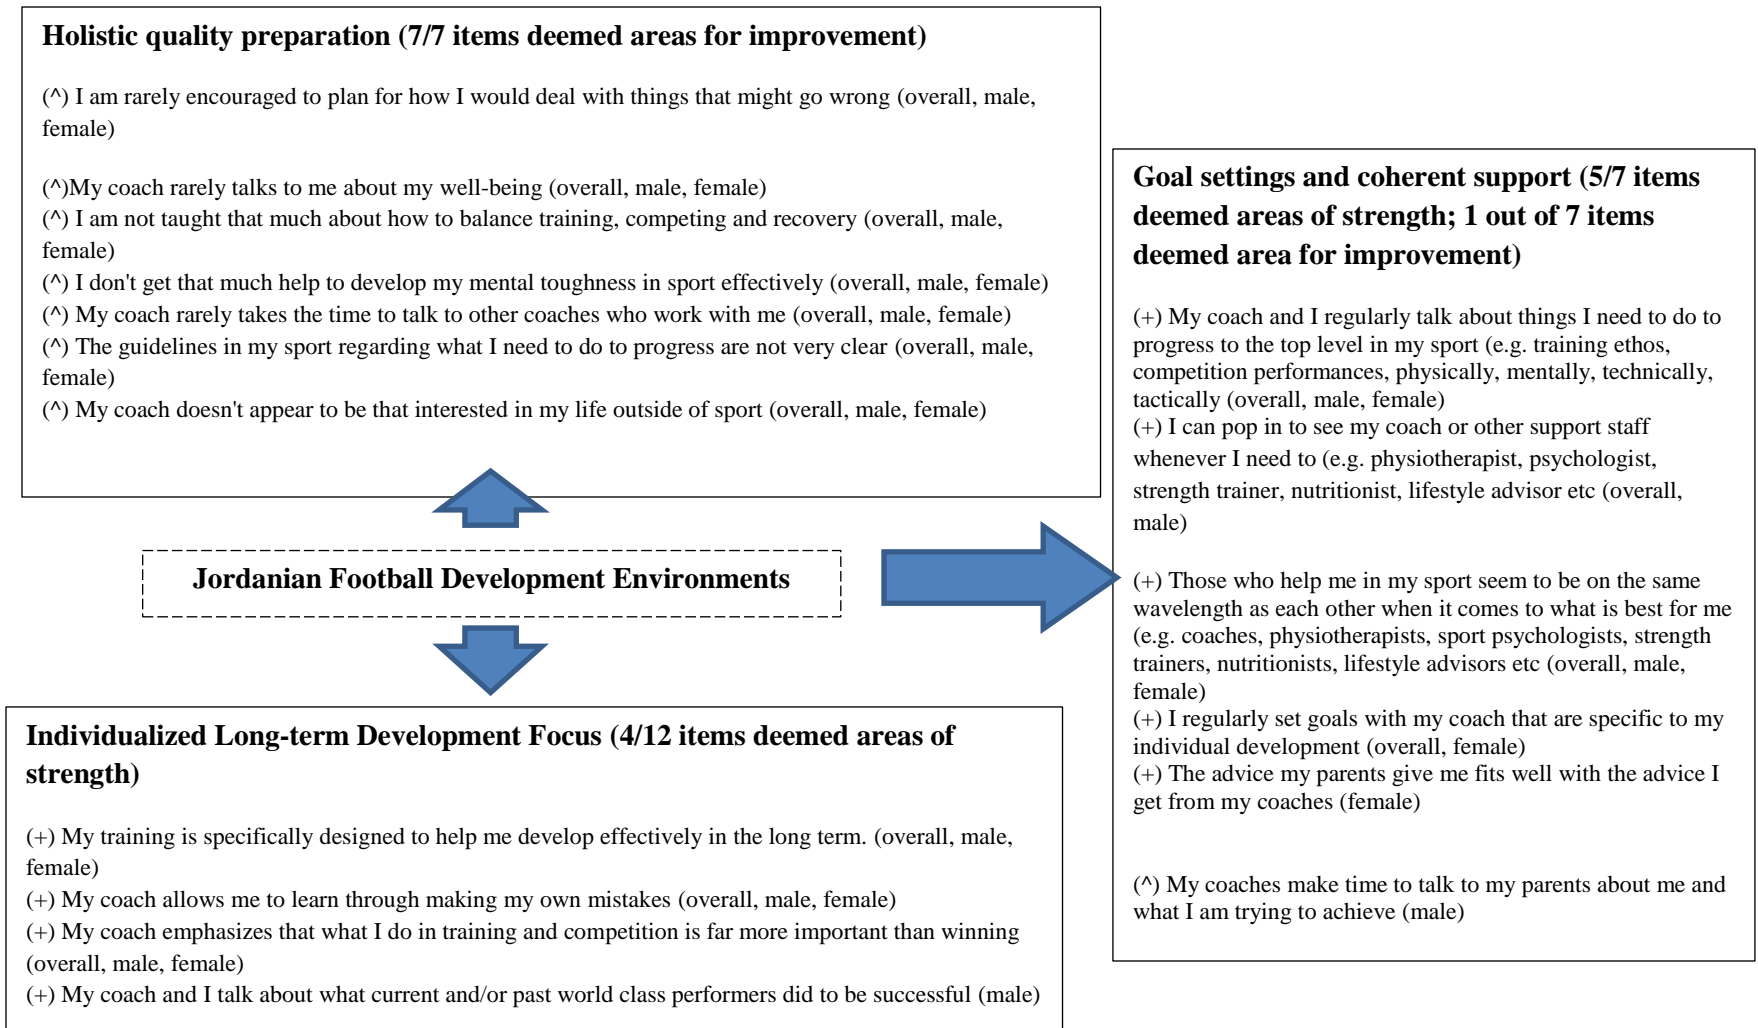 Holistic quality preparation (7/7 items deemed areas for improvement)
(^) I am rarely encouraged to plan for how I would deal with things that might go wrong (overall, male,
female)
(^)My coach rarely talks to me about my well-being (overall, male, female)
(^) I am not taught that much about how to balance training, competing and recovery (overall, male,
female)
(^) I don't get that much help to develop my mental toughness in sport effectively (overall, male, female)
(^) My coach rarely takes the time to talk to other coaches who work with me (overall, male, female)
(^) The guidelines in my sport regarding what I need to do to progress are not very clear (overall, male,
female)
(^) My coach doesn't appear to be that interested in my life outside of sport (overall, male, female)
Jordanian Football Development Environments
Individualized Long-term Development Focus (4/12 items deemed areas of
strength)
(+) My training is specifically designed to help me develop effectively in the long term. (overall, male,
female)
(+) My coach allows me to learn through making my own mistakes (overall, male, female)
(+) My coach emphasizes that what I do in training and competition is far more important than winning
(overall, male, female)
(+) My coach and I talk about what current and/or past world class performers did to be successful (male)
Goal settings and coherent support (5/7 items
deemed areas of strength; 1 out of 7 items
deemed area for improvement)
(+) My coach and I regularly talk about things I need to do to
progress to the top level in my sport (e.g. training ethos,
competition performances, physically, mentally, technically,
tactically (overall, male, female)
(+) I can pop in to see my coach or other support staff
whenever I need to (e.g. physiotherapist, psychologist,
strength trainer, nutritionist, lifestyle advisor etc (overall,
male)
(+) Those who help me in my sport seem to be on the same
wavelength as each other when it comes to what is best for me
(e.g. coaches, physiotherapists, sport psychologists, strength
trainers, nutritionists, lifestyle advisors etc (overall, male,
female)
(+) I regularly set goals with my coach that are specific to my
individual development (overall, female)
(+) The advice my parents give me fits well with the advice I
get from my coaches (female)
(^) My coaches make time to talk to my parents about me and
what I am trying to achieve (male)